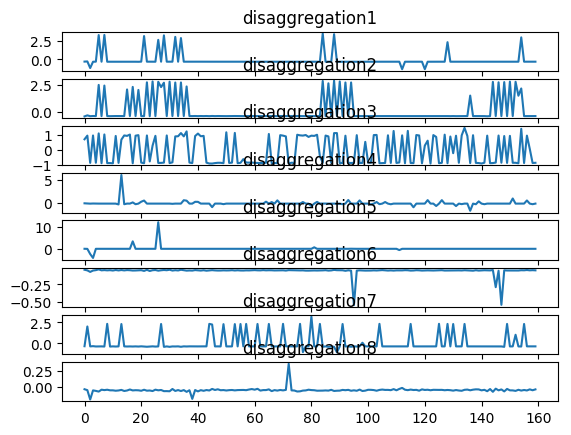 disaggregation1
2.5
0.0
disaggregation2
2.5
0.0
disaggregation3
1
0
−1
disaggregation4
5
0
disaggregation5
10
0
disaggregation6
−0.25
−0.50
disaggregation7
2.5
0.0
disaggregation8
0.25
0.00
0 20 40 60 80 100 120 140 160